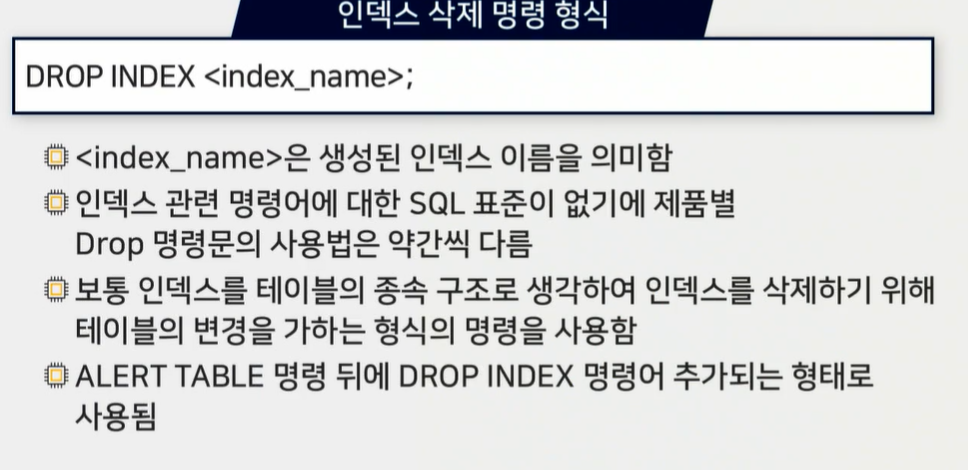 인덱스 삭제 명령 형식
DROP INDEX <index_name>;
<index_name>은 생성된 인덱스 이름을 의미함
인덱스 관련 명령어에 대한 SQL 표준이 없기에 제품별
Drop 명령문의 사용법은 약간씩 다름
보통 인덱스를 테이블의 종속 구조로 생각하여 인덱스를 삭제하기 위해
테이블의 변경을 가하는 형식의 명령을 사용함
ALERT TABLE 명령 뒤에 DROP INDEX 명령어 추가되는 형태로
사용됨